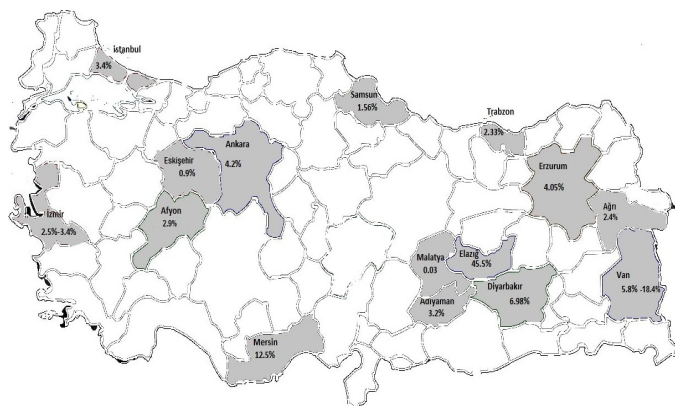 istanbul
3.4%
Samsun
1.56%
Trabzon
2.33%
Ankara
4.2%
Eskişehir
0.9%
Erzurum
4.05%
Afyon
2.9%
Ağrı
2.4%
İzmir
2.5%-3.4%
Malatya
0.03
Elazığ
45.5%
Van
5.8% -18.4%
Diyarbakır
6.98%
Adıyaman
3.2%
Mersin
12.5%